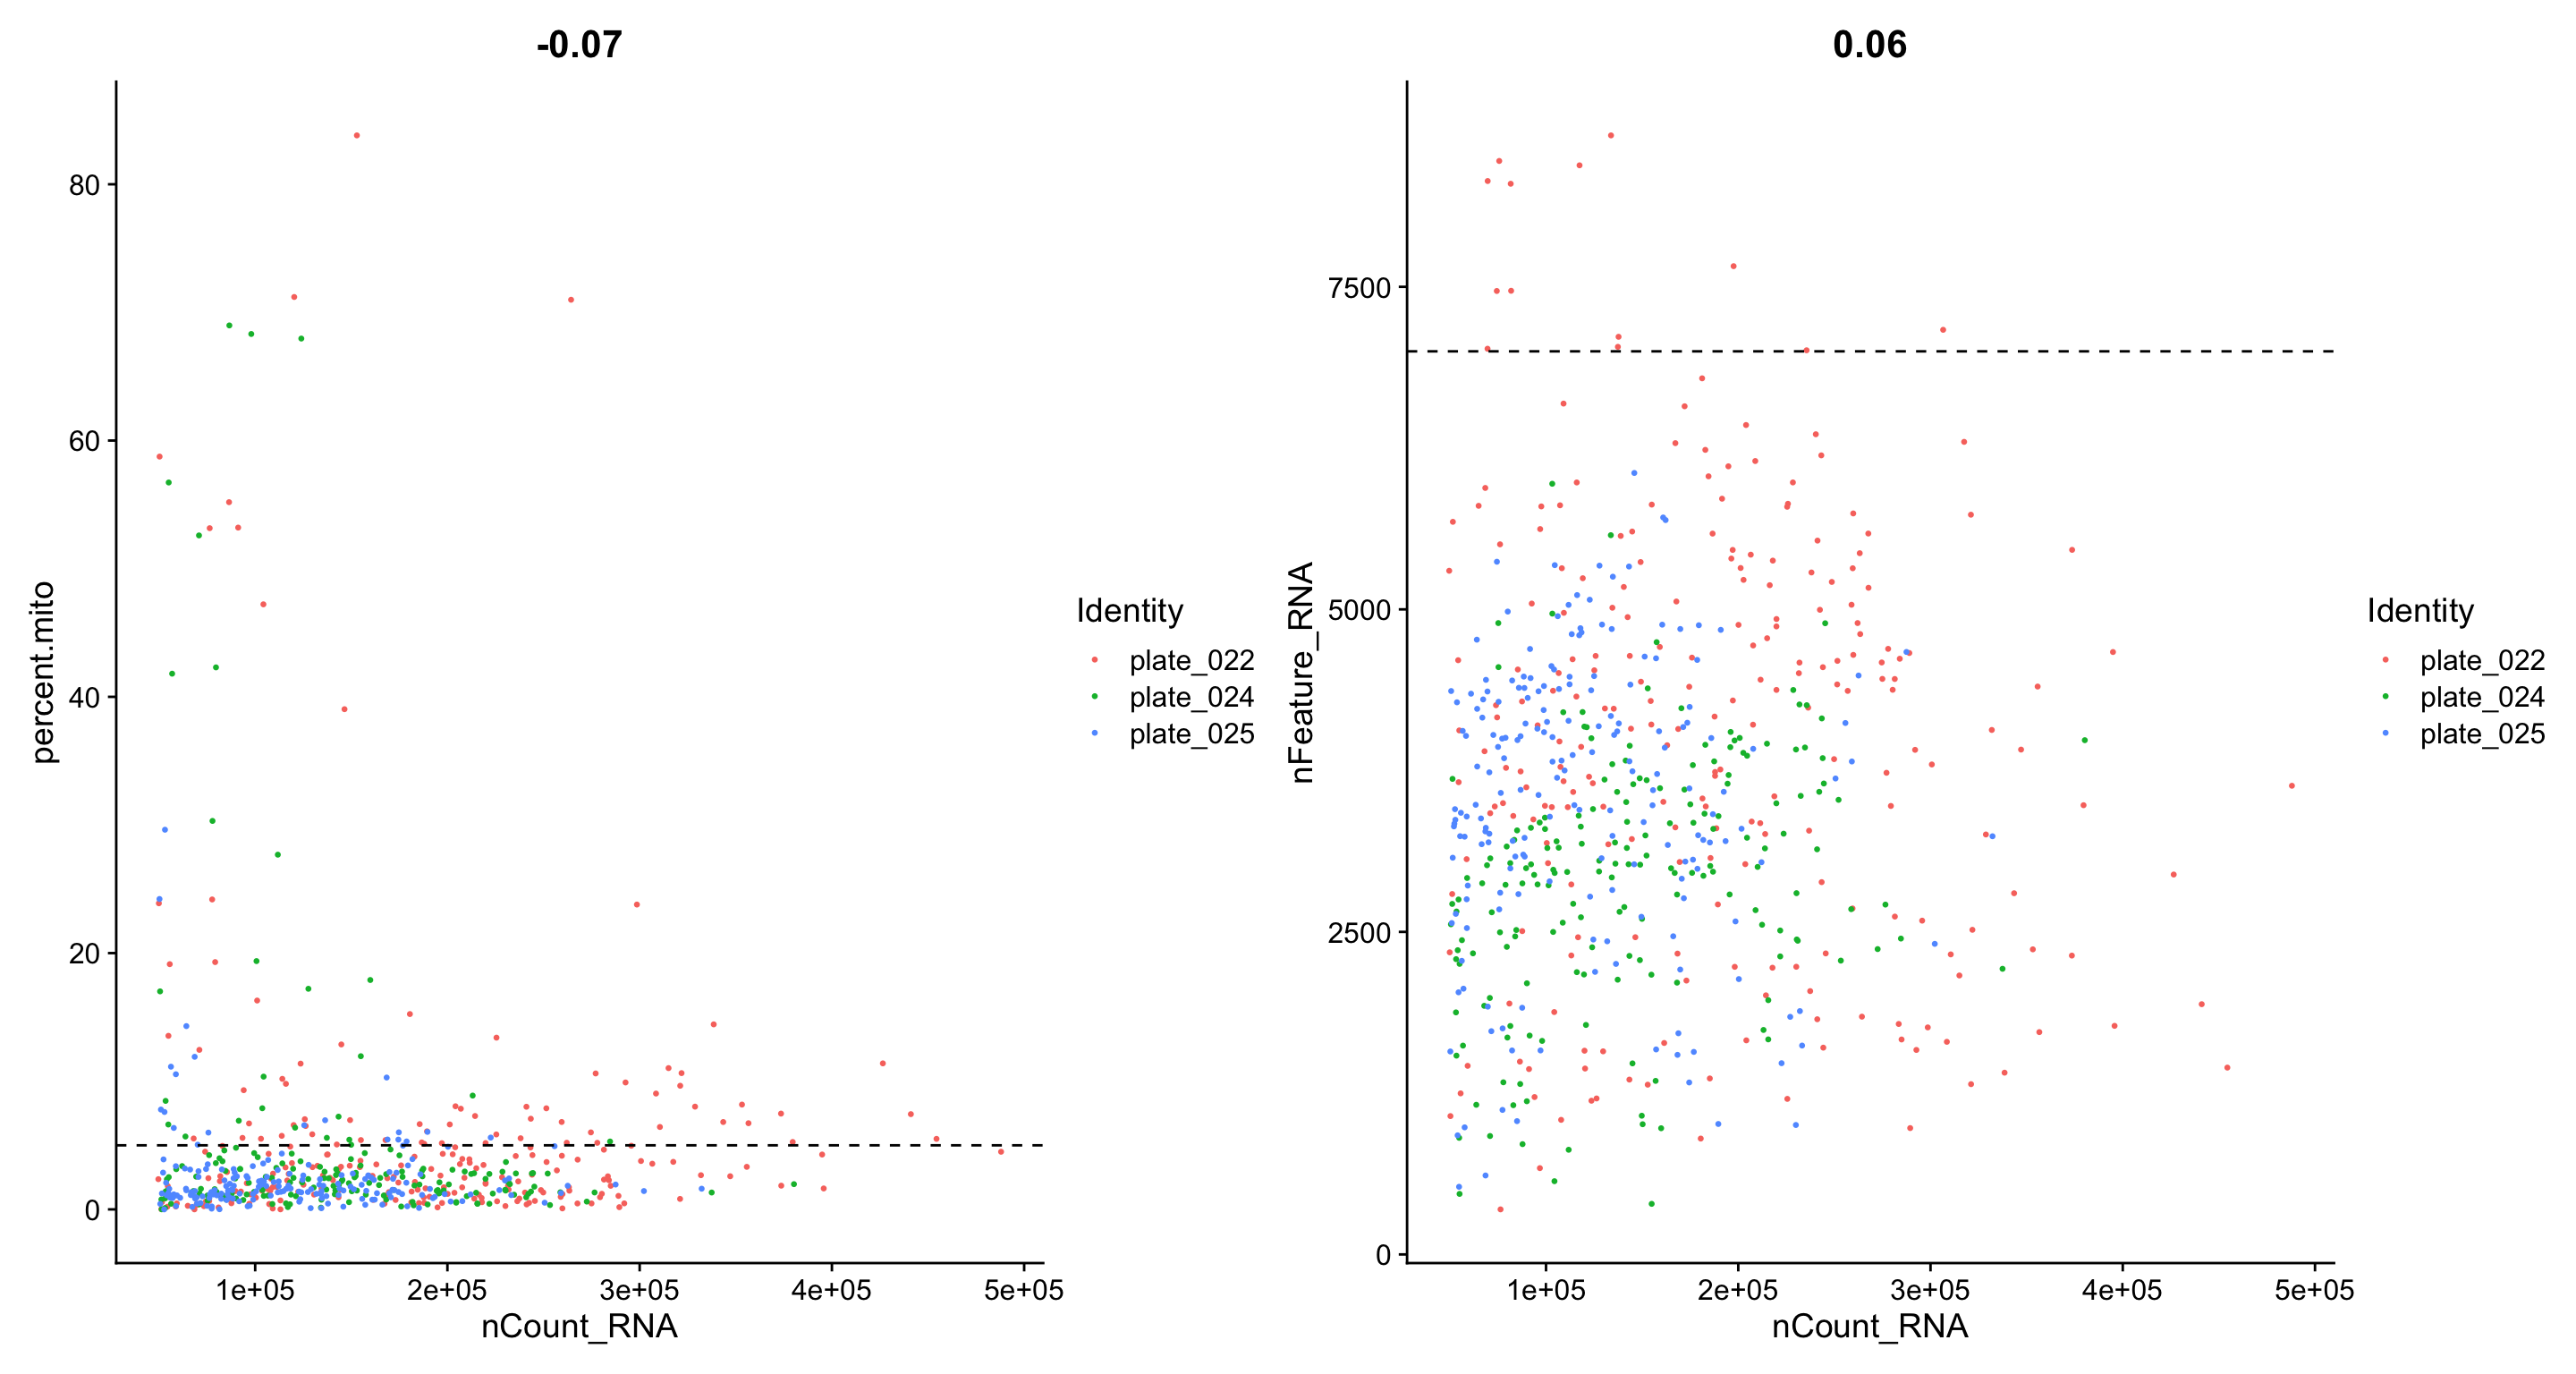 -0.07
percent.mito
80
60
40
20
0
1e+05 2e+05 3e+05 4e+05 5e+05
nCount_RNA
Identity
plate_022
plate_024
plate_025
0.06
nFeature_RNA
7500
5000
2500
0
1e+05 2e+05 3e+05 4e+05 5e+05
nCount_RNA
Identity
plate_022
plate_024
plate_025